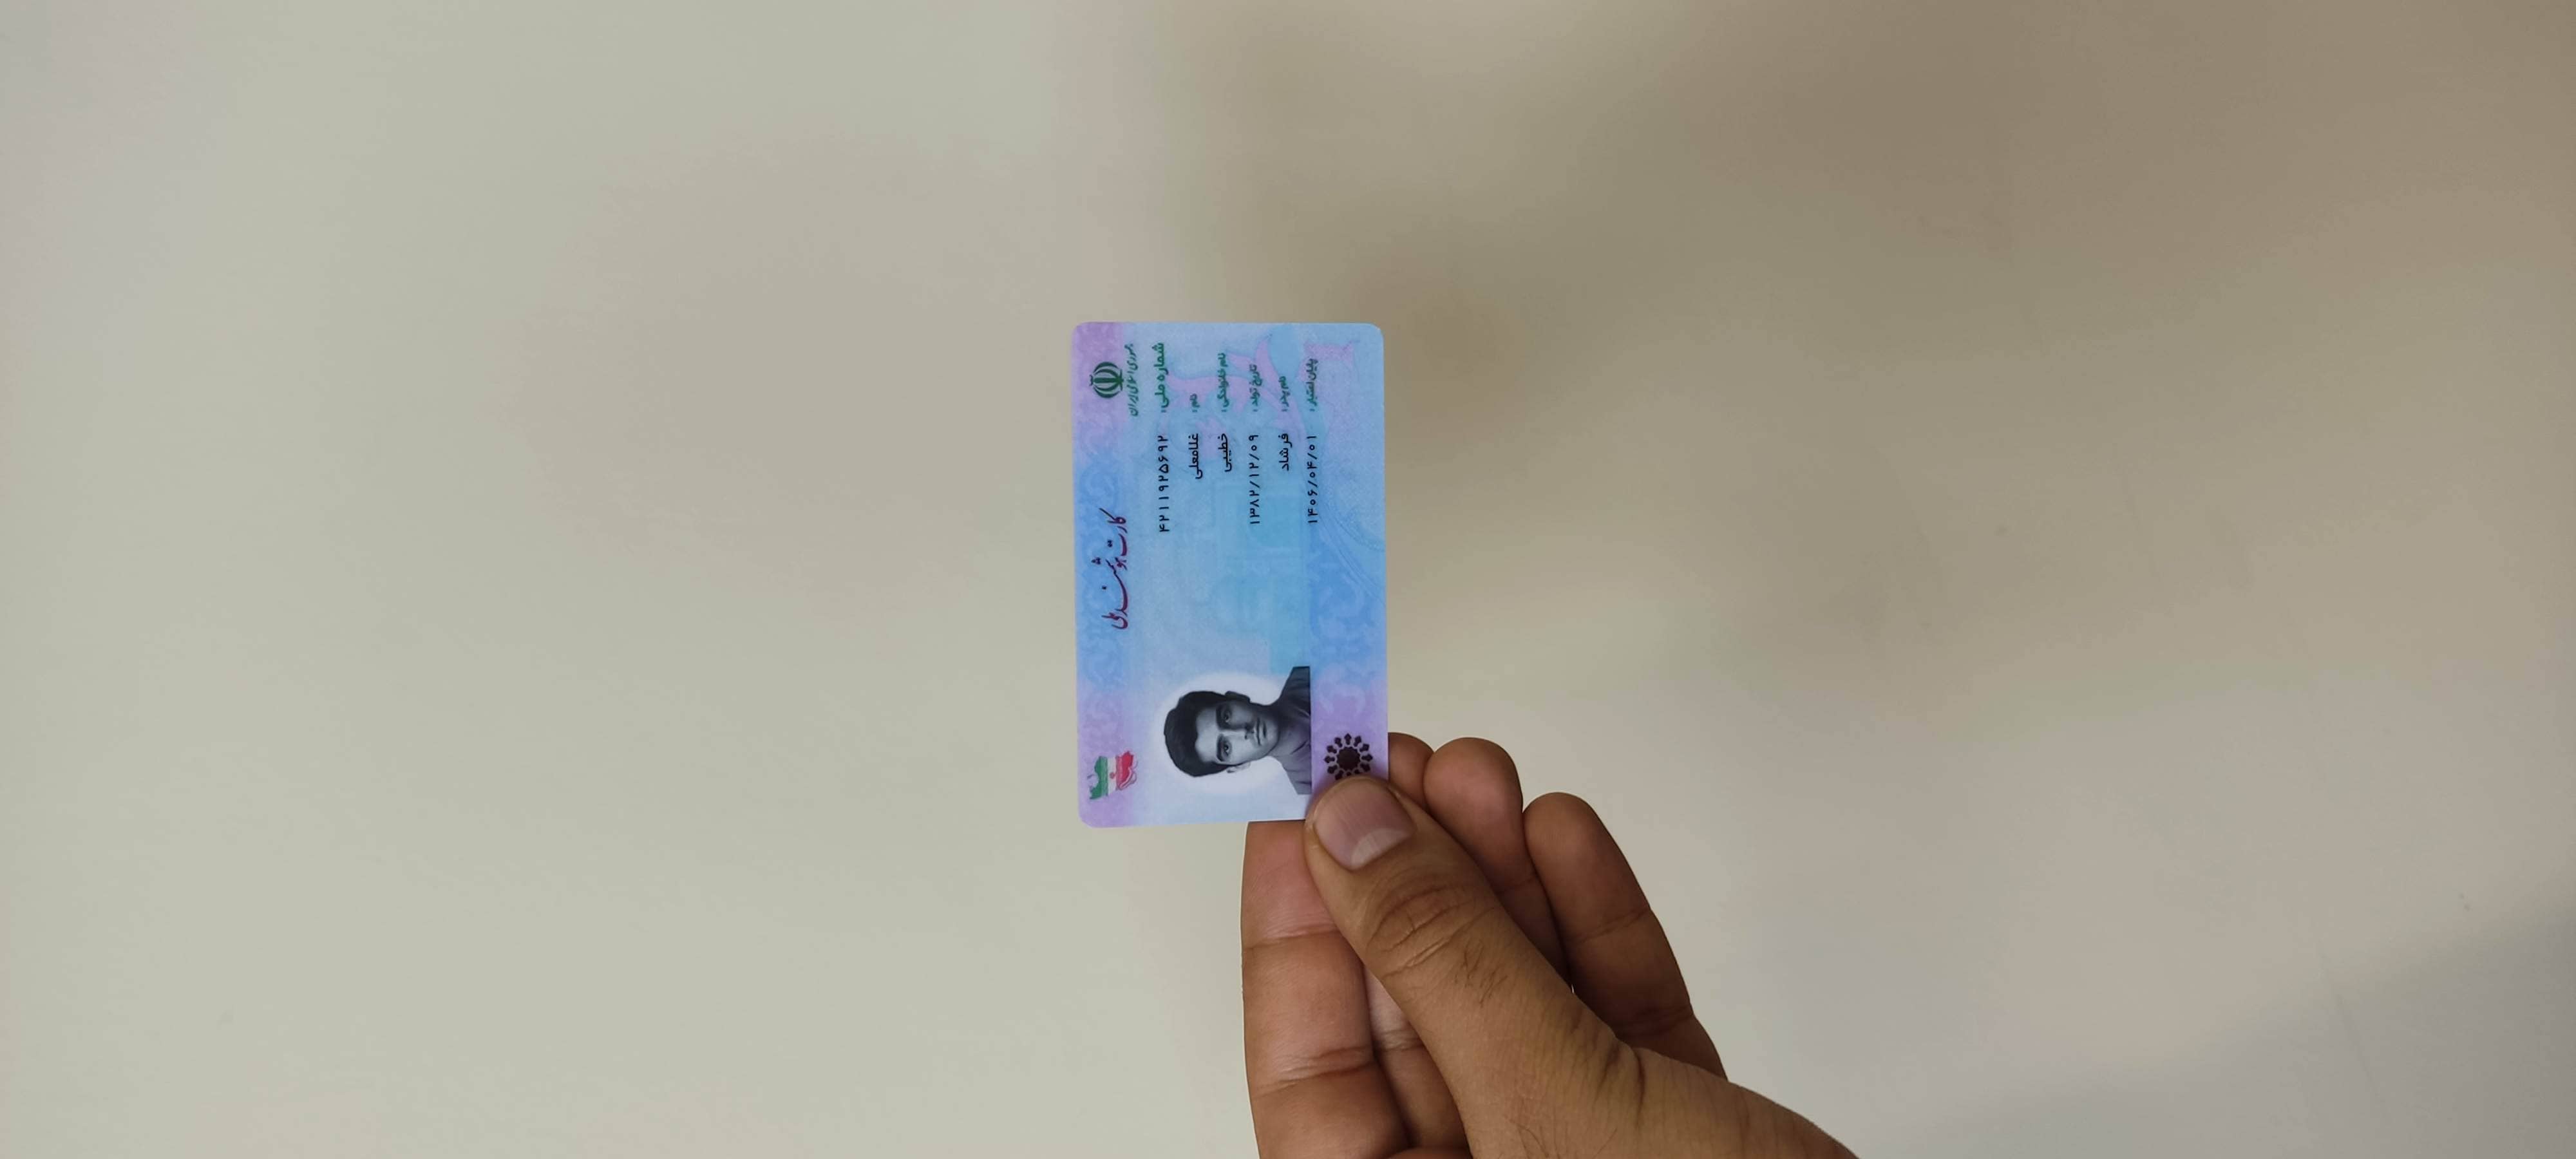 جمهوری اسلامی ایران
کارت هوشمند ملی
شماره ملی: ۴۲۱۱۹۲۵۶۹۲
نام: غلامعلی
نام خانوادگی: خطیبی
تاریخ تولد: ۱۳۸۲/۱۲/۰۹
نام پدر: فرشاد
پایان اعتبار: ۱۴۰۶/۰۴/۰۱